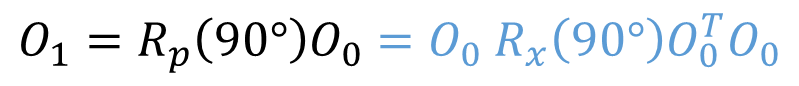 $O_1 = R_p(90°)O_0 = O_0 R_x(90°)O_0^T O_0$